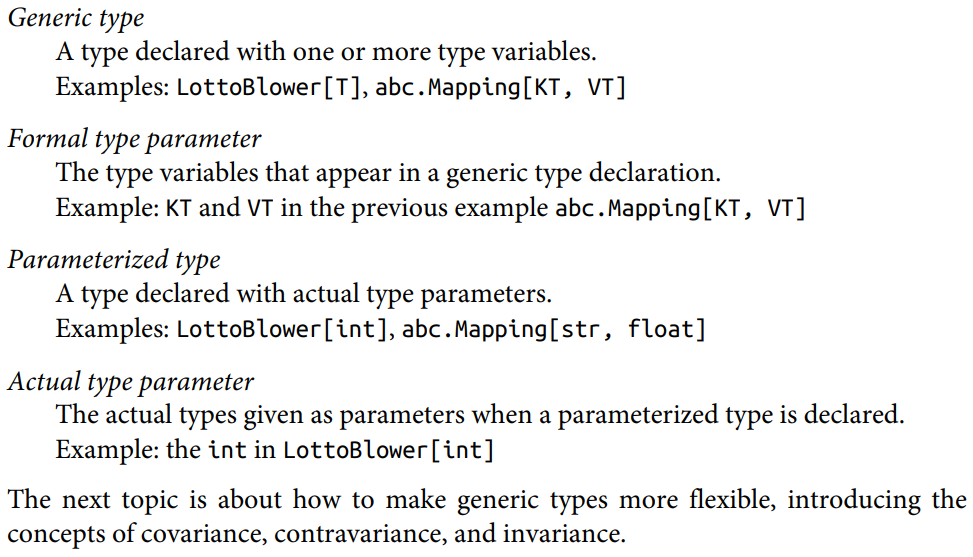 Generic type
A type declared with one or more type variables.
Examples: LottoBlower[T], abc.Mapping[KT, VT]
Formal type parameter
The type variables that appear in a generic type declaration.
Example: KT and VT in the previous example abc.Mapping[KT, VT]
Parameterized type
A type declared with actual type parameters.
Examples: LottoBlower[int], abc.Mapping[str, float]
Actual type parameter
The actual types given as parameters when a parameterized type is declared.
Example: the int in LottoBlower[int]
The next topic is about how to make generic types more flexible, introducing the
concepts of covariance, contravariance, and invariance.